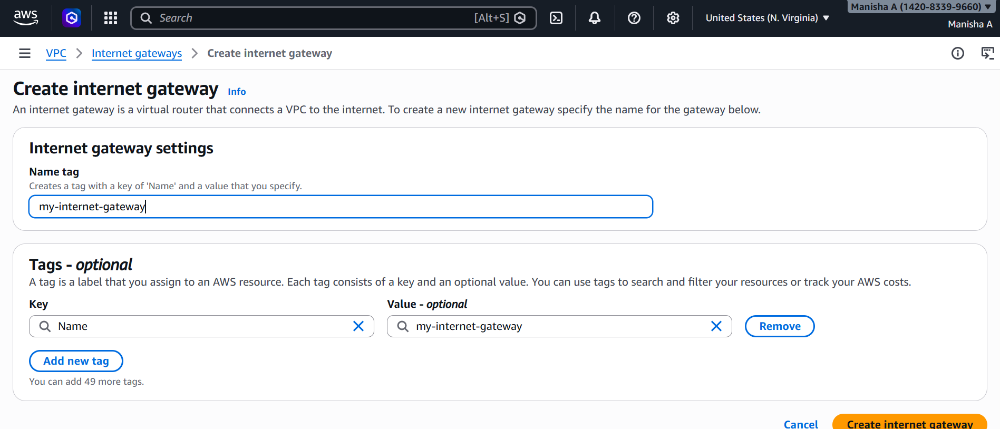 aws
Search [Alt+S]
United States (N. Virginia)
Manisha A (1420-8339-9660)
Manisha A
VPC > Internet gateways > Create internet gateway
Create internet gateway Info
An internet gateway is a virtual router that connects a VPC to the internet. To create a new internet gateway specify the name for the gateway below.
Internet gateway settings
Name tag
Creates a tag with a key of 'Name' and a value that you specify.
my-internet-gateway
Tags - optional
A tag is a label that you assign to an AWS resource. Each tag consists of a key and an optional value. You can use tags to search and filter your resources or track your AWS costs.
Key Value - optional
Name my-internet-gateway Remove
Add new tag
You can add 49 more tags.
Cancel Create internet gateway